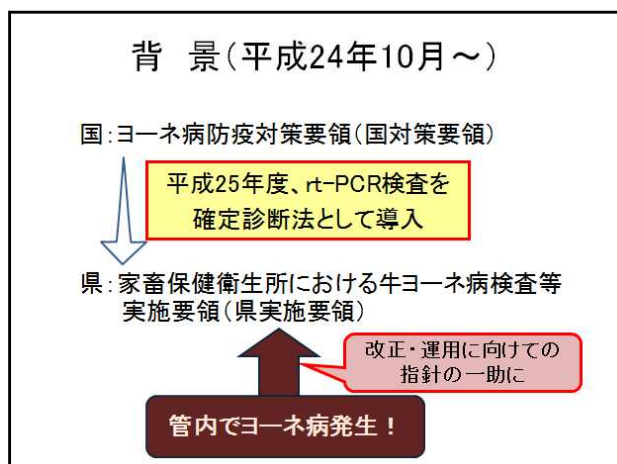 背 景(平成24年10月～)
国:ヨーネ病防疫対策要領(国対策要領)
平成25年度、rt-PCR検査を
確定診断法として導入
県:家畜保健衛生所における牛ヨーネ病検査等
実施要領(県実施要領)
改正・運用に向けての
指針の一助に
管内でヨーネ病発生！